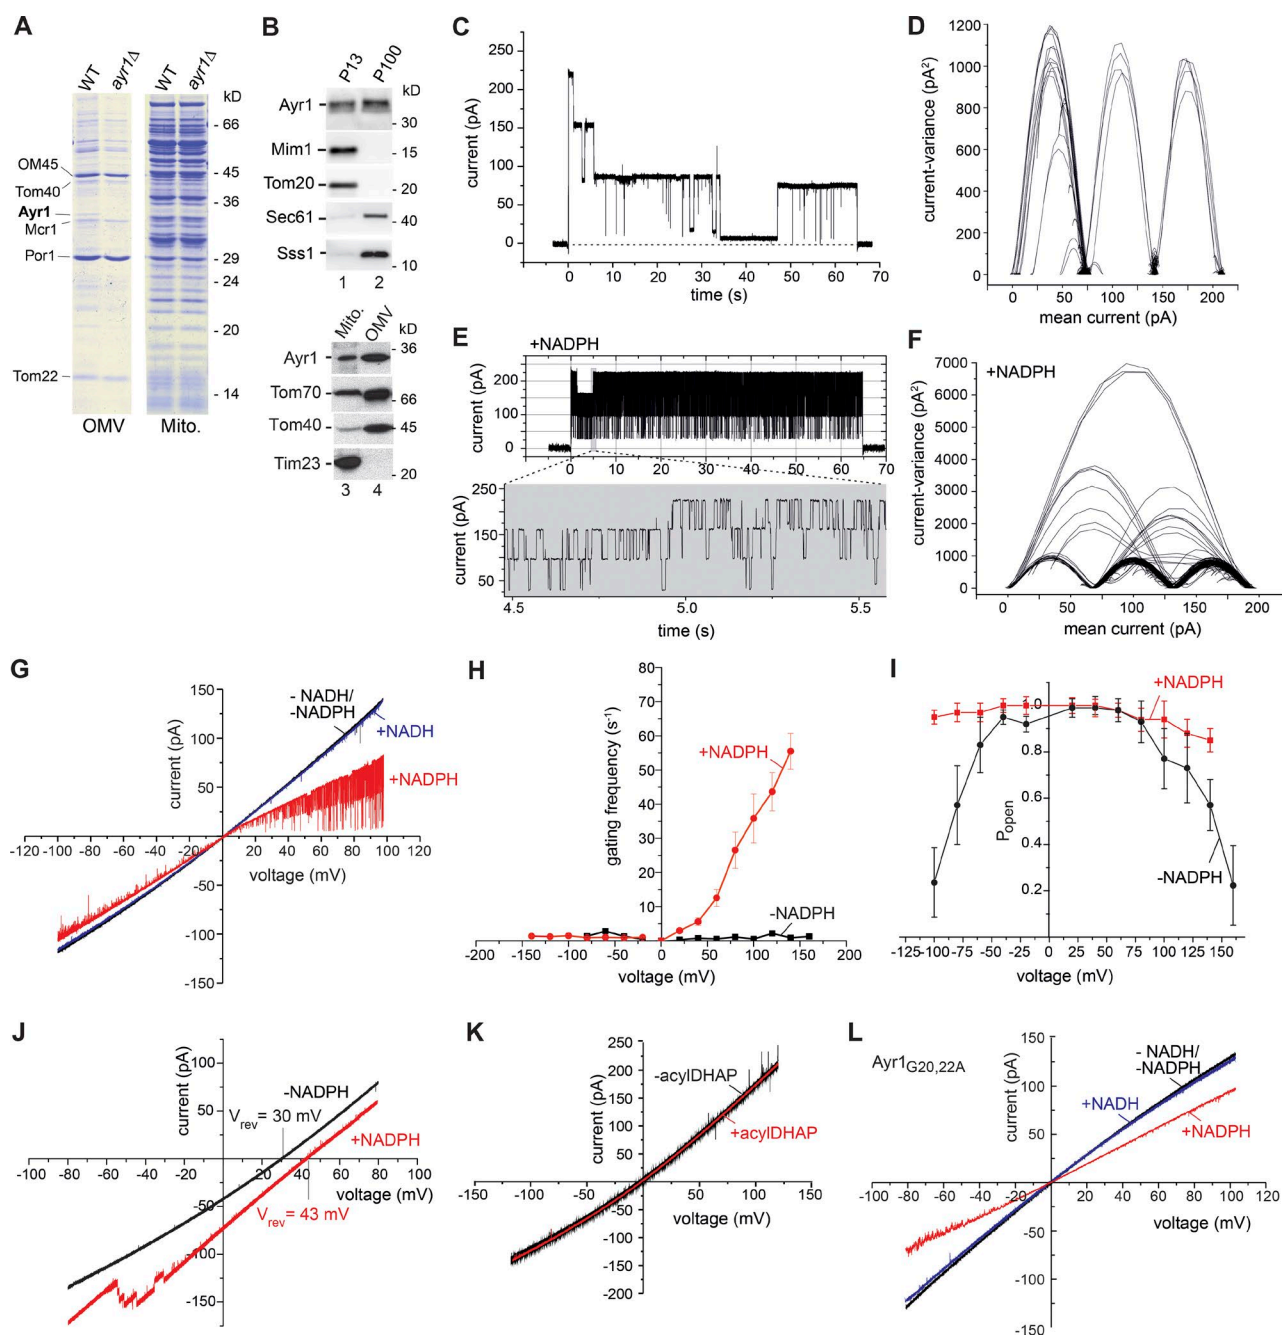 A
WT
ayr1Δ
WT
ayr1Δ
kD
- 66
OM45
- 45
Tom40
- 36
Ayr1
Mcr1
Por1
- 29
- 24
- 20
Tom22
- 14
OMV
Mito.
B
P13
P100
kD
Ayr1
- 30
Mim1
- 15
Tom20
- 20
Sec61
- 40
Sss1
- 10
1 2
Mito.
OMV
kD
Ayr1
- 36
Tom70
- 66
Tom40
- 45
Tim23
- 20
3 4
C
current (pA)
250
200
150
100
50
0
0 10 20 30 40 50 60 70
time (s)
D
current-variance (pA²)
1200
1000
800
600
400
200
0
0 50 100 150 200
mean current (pA)
E
+NADPH
current (pA)
200
100
0
0 5 10 20 30 40 50 60 70
current (pA)
250
150
50
4.5 5.0 5.5
time (s)
F
+NADPH
current-variance (pA²)
7000
6000
5000
4000
3000
2000
1000
0
0 50 100 150 200
mean current (pA)
G
current (pA)
150
100
50
- NADH/
-NADPH
+NADH
+NADPH
-120 -100 -80 -60 -40 -20 20 40 60 80 100 120
voltage (mV)
-50
-100
-150
H
gating frequency (s⁻¹)
80
70
60
50
40
30
20
10
0
+NADPH
-NADPH
-200 -150 -100 -50 0 50 100 150 200
voltage (mV)
I
+NADPH
1.0
0.8
0.6
0.4
0.2
Popen
-NADPH
-125 -100 -75 -50 -25 0 25 50 75 100 125 150
voltage (mV)
J
current (pA)
100
50
-NADPH
Vrev= 30 mV
+NADPH
-100 -80 -60 -40 -20 20 40 60 80 100
voltage (mV)
Vrev= 43 mV
-50
-100
-150
current (pA)
K
current (pA)
250
200
150
100
50
-acylDHAP
+acylDHAP
-150 -100 -50 0 50 100 150
voltage (mV)
-50
-100
-150
-200
L
Ayr1G20,22A
current (pA)
150
100
50
- NADH/
-NADPH
+NADH
+NADPH
-100 -80 -60 -40 -20 0 20 40 60 80 100 120
voltage (mV)
-50
-100
-150